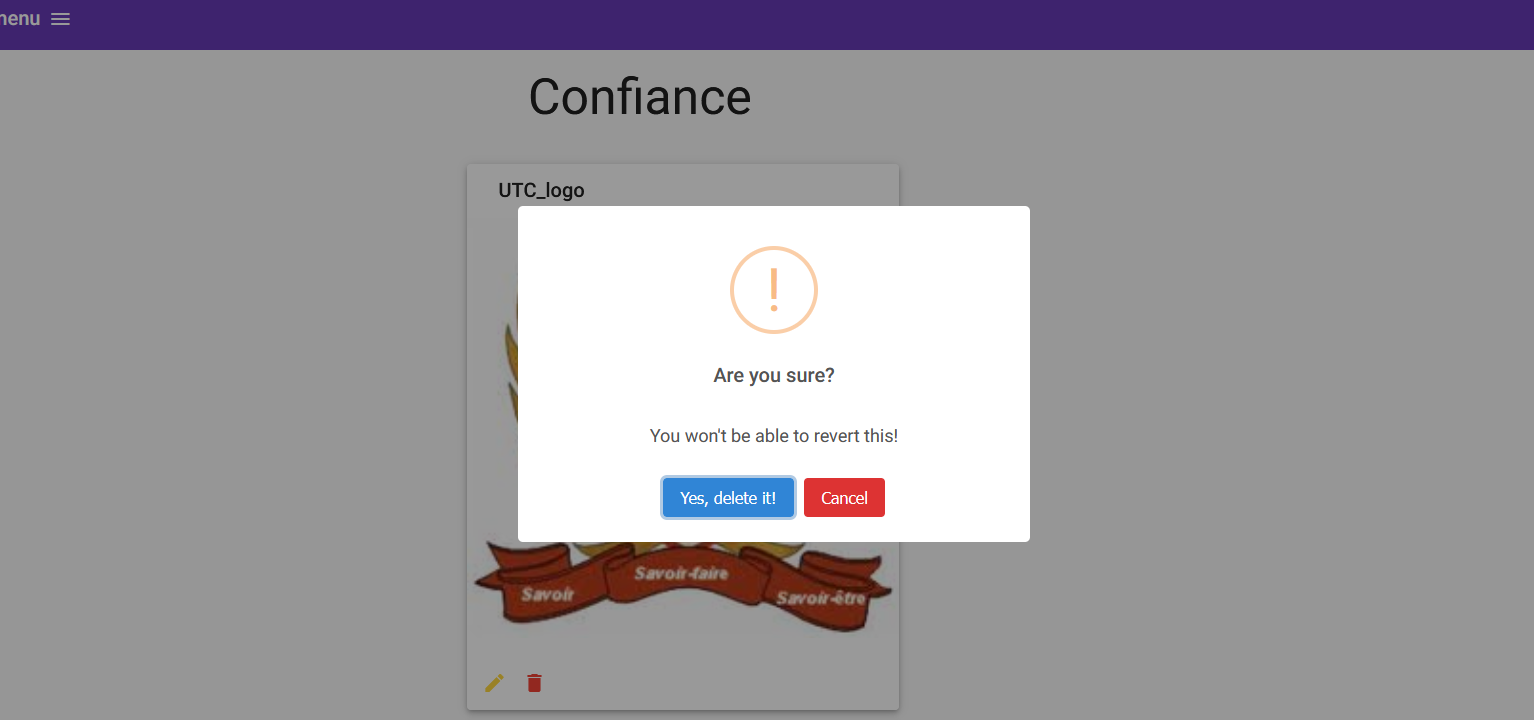 menu
Confiance
UTC_logo
Are you sure?
You won't be able to revert this!
Yes, delete it!
Cancel
Savoir
Savoir-faire
Savoir-être